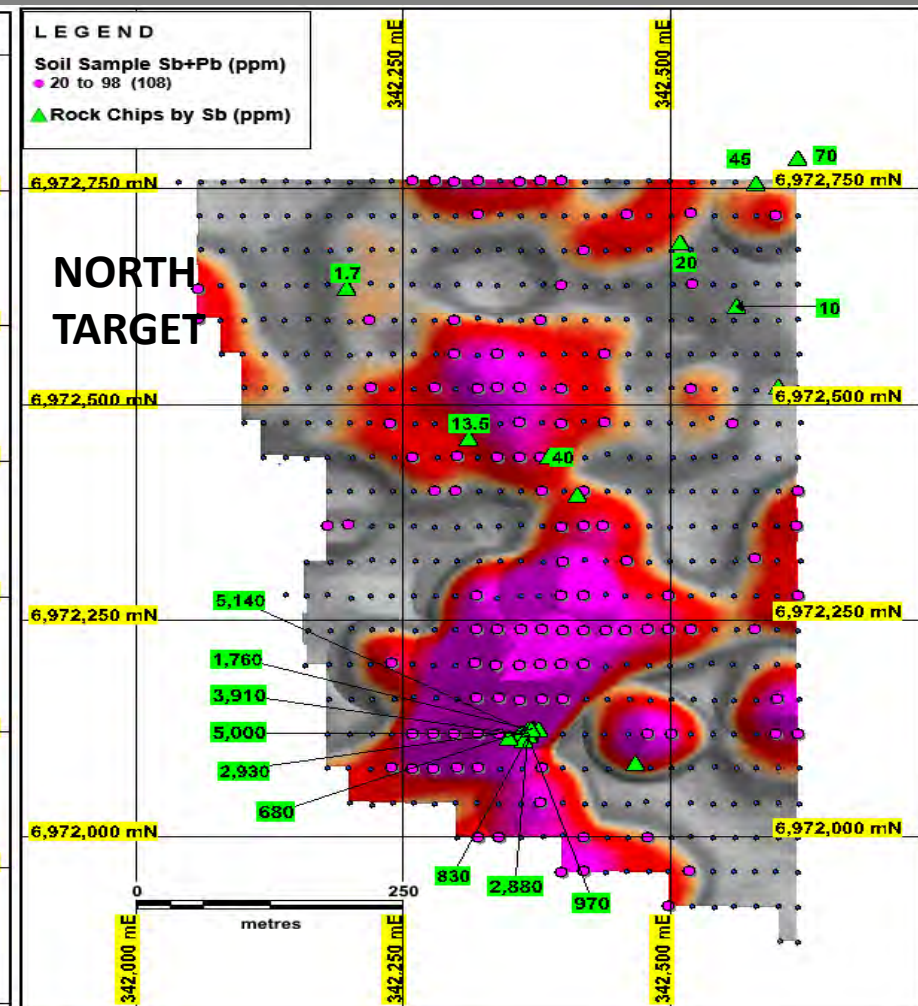 LEGEND
Soil Sample Sb+Pb (ppm)
20 to 98 (108)
Rock Chips by Sb (ppm)
342,250 mE
342,500 mE
45
70
6,972,750 mN
6,972,750 mN
NORTH
TARGET
1.7
20
10
6,972,500 mN
6,972,500 mN
13.5
40
5,140
6,972,250 mN
6,972,250 mN
1,760
3,910
5,000
2,930
680
6,972,000 mN
6,972,000 mN
830
2,880
970
0
250
metres
342,000 mE
342,250 mE
342,500 mE